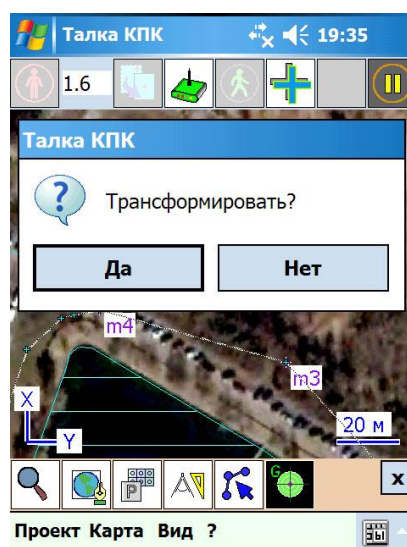 Талка КПК
19:35
1.6
Талка КПК
?
Трансформировать?
Да
Нет
m4
m3
X
Y
20 м
P
G
x
Проект Карта Вид ?